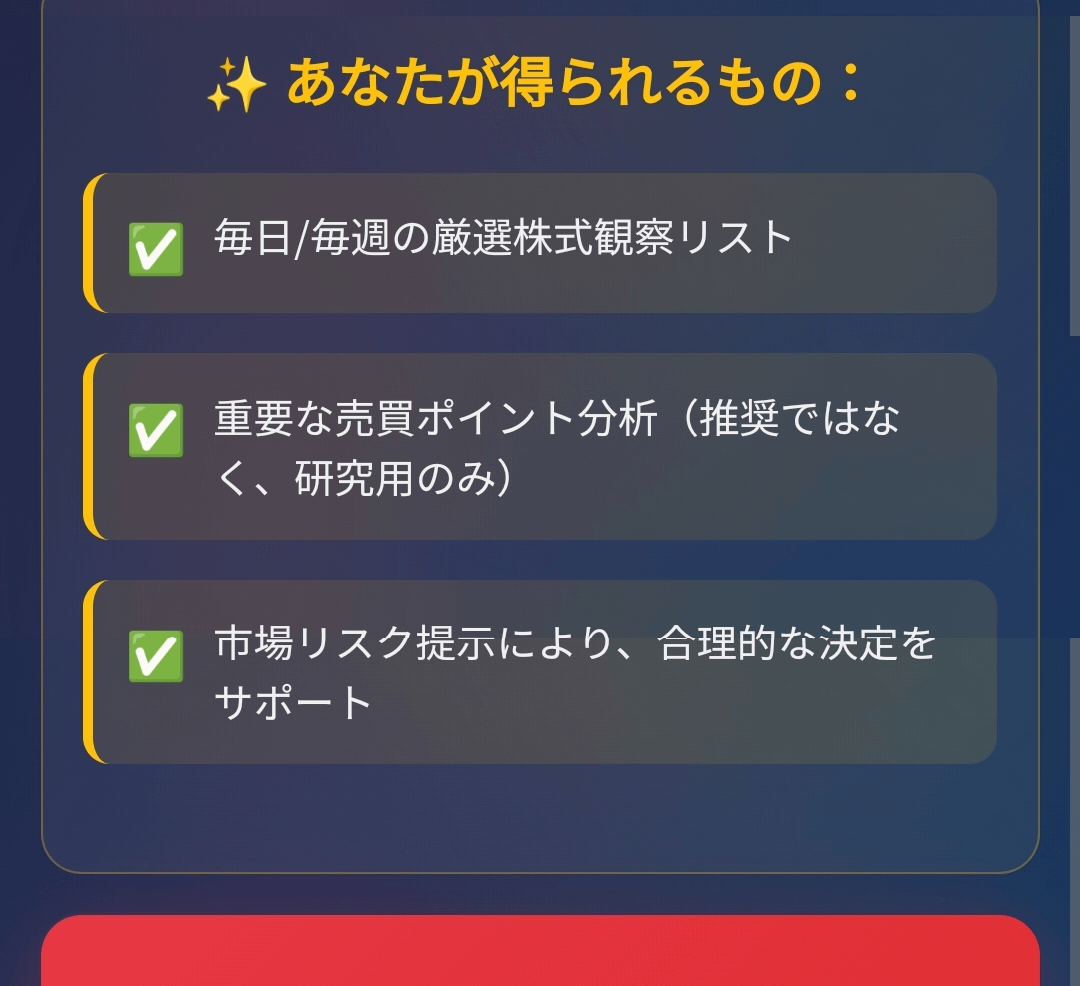 ✨ あなたが得られるもの：
✅ 毎日/毎週の厳選株式観察リスト
✅ 重要な売買ポイント分析（推奨ではな
く、研究用のみ）
✅ 市場リスク提示により、合理的な決定を
サポート